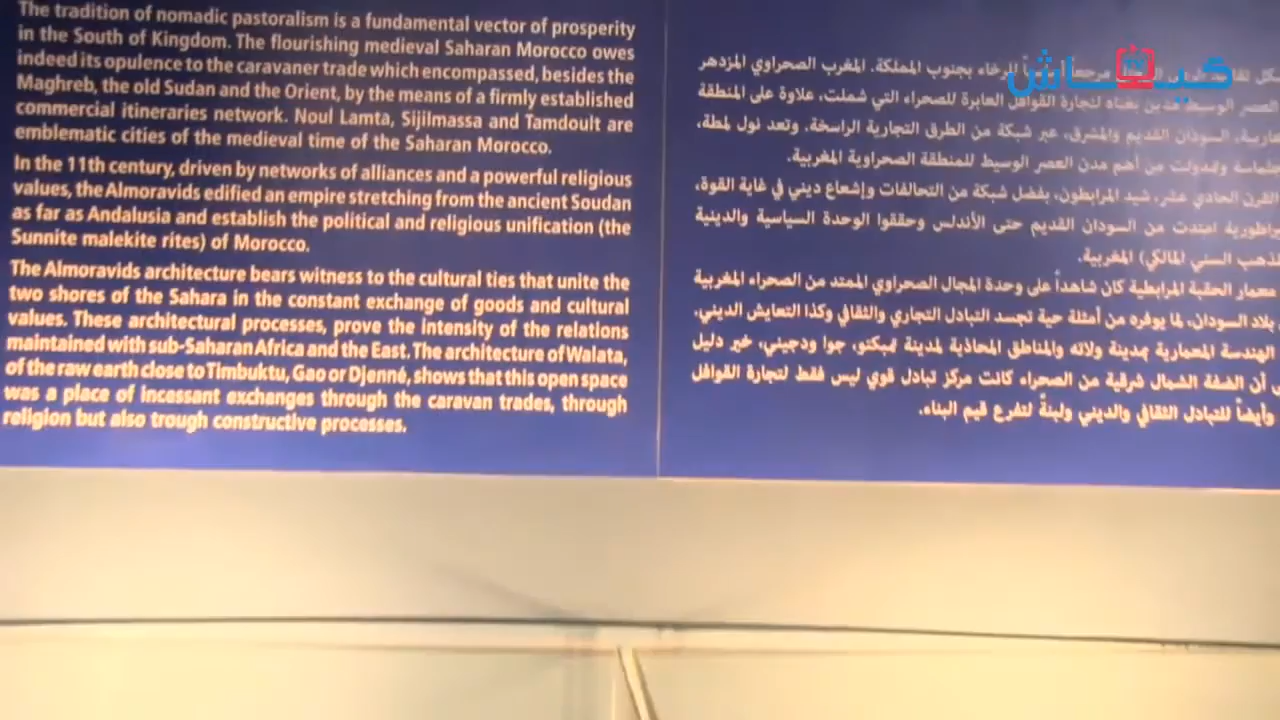 The tradition of nomadic pastoralism is a fundamental vector of prosperity
in the South of Kingdom. The flourishing medieval Saharan Morocco owes
indeed its opulence to the caravaner trade which encompassed, besides the
Maghreb, the old Sudan and the Orient, by the means of a firmly established
commercial itineraries network. Noul Lamta, Sijilmassa and Tamdoult are
emblematic cities of the medieval time of the Saharan Morocco.
In the 11th century, driven by networks of alliances and a powerful religious
values, the Almoravids edified an empire stretching from the ancient Soudan
as far as Andalusia and establish the political and religious unification (the
Sunnite malekite rites) of Morocco.
The Almoravids architecture bears witness to the cultural ties that unite the
two shores of the Sahara in the constant exchange of goods and cultural
values. These architectural processes, prove the intensity of the relations
maintained with sub-Saharan Africa and the East. The architecture of Walata,
of the raw earth close to Timbuktu, Gao or Djenné, shows that this open space
was a place of incessant exchanges through the caravan trades, through
religion but also trough constructive processes.
للرخاء بجنوب المملكة. المغرب الصحراوي المزدهر
العصر الوسيط لتجارة القوافل العابرة للصحراء التي شملت، علاوة على المنطقة
السودان القديم والمشرق، عبر شبكة من الطرق التجارية الراسخة. وتعد نول لمطة،
وتمدولت من أهم مدن العصر الوسيط للمنطقة الصحراوية المغربية.
القرن الحادي عشر، شيد المرابطون، بفضل شبكة من التحالفات وإشعاع ديني في غاية القوة،
امتدت من السودان القديم حتى الأندلس وحققوا الوحدة السياسية والدينية
السني المالكي) المغربية.
معمار الحقبة المرابطية كان شاهداً على وحدة المجال الصحراوي الممتد من الصحراء المغربية
بلاد السودان، لما يوفره من أمثلة حية تجسد التبادل التجاري والثقافي وكذا التعايش الديني.
الهندسة المعمارية بمدينة ولاته والمناطق المحاذية لمدينة تمبكتو، جوا ودجيني، خير دليل
أن الضفة الشمال شرقية من الصحراء كانت مركز تبادل قوي ليس فقط لتجارة القوافل
وأيضاً للتبادل الثقافي والديني ولبنةً لتفرع قيم البناء.
كيفاش TV